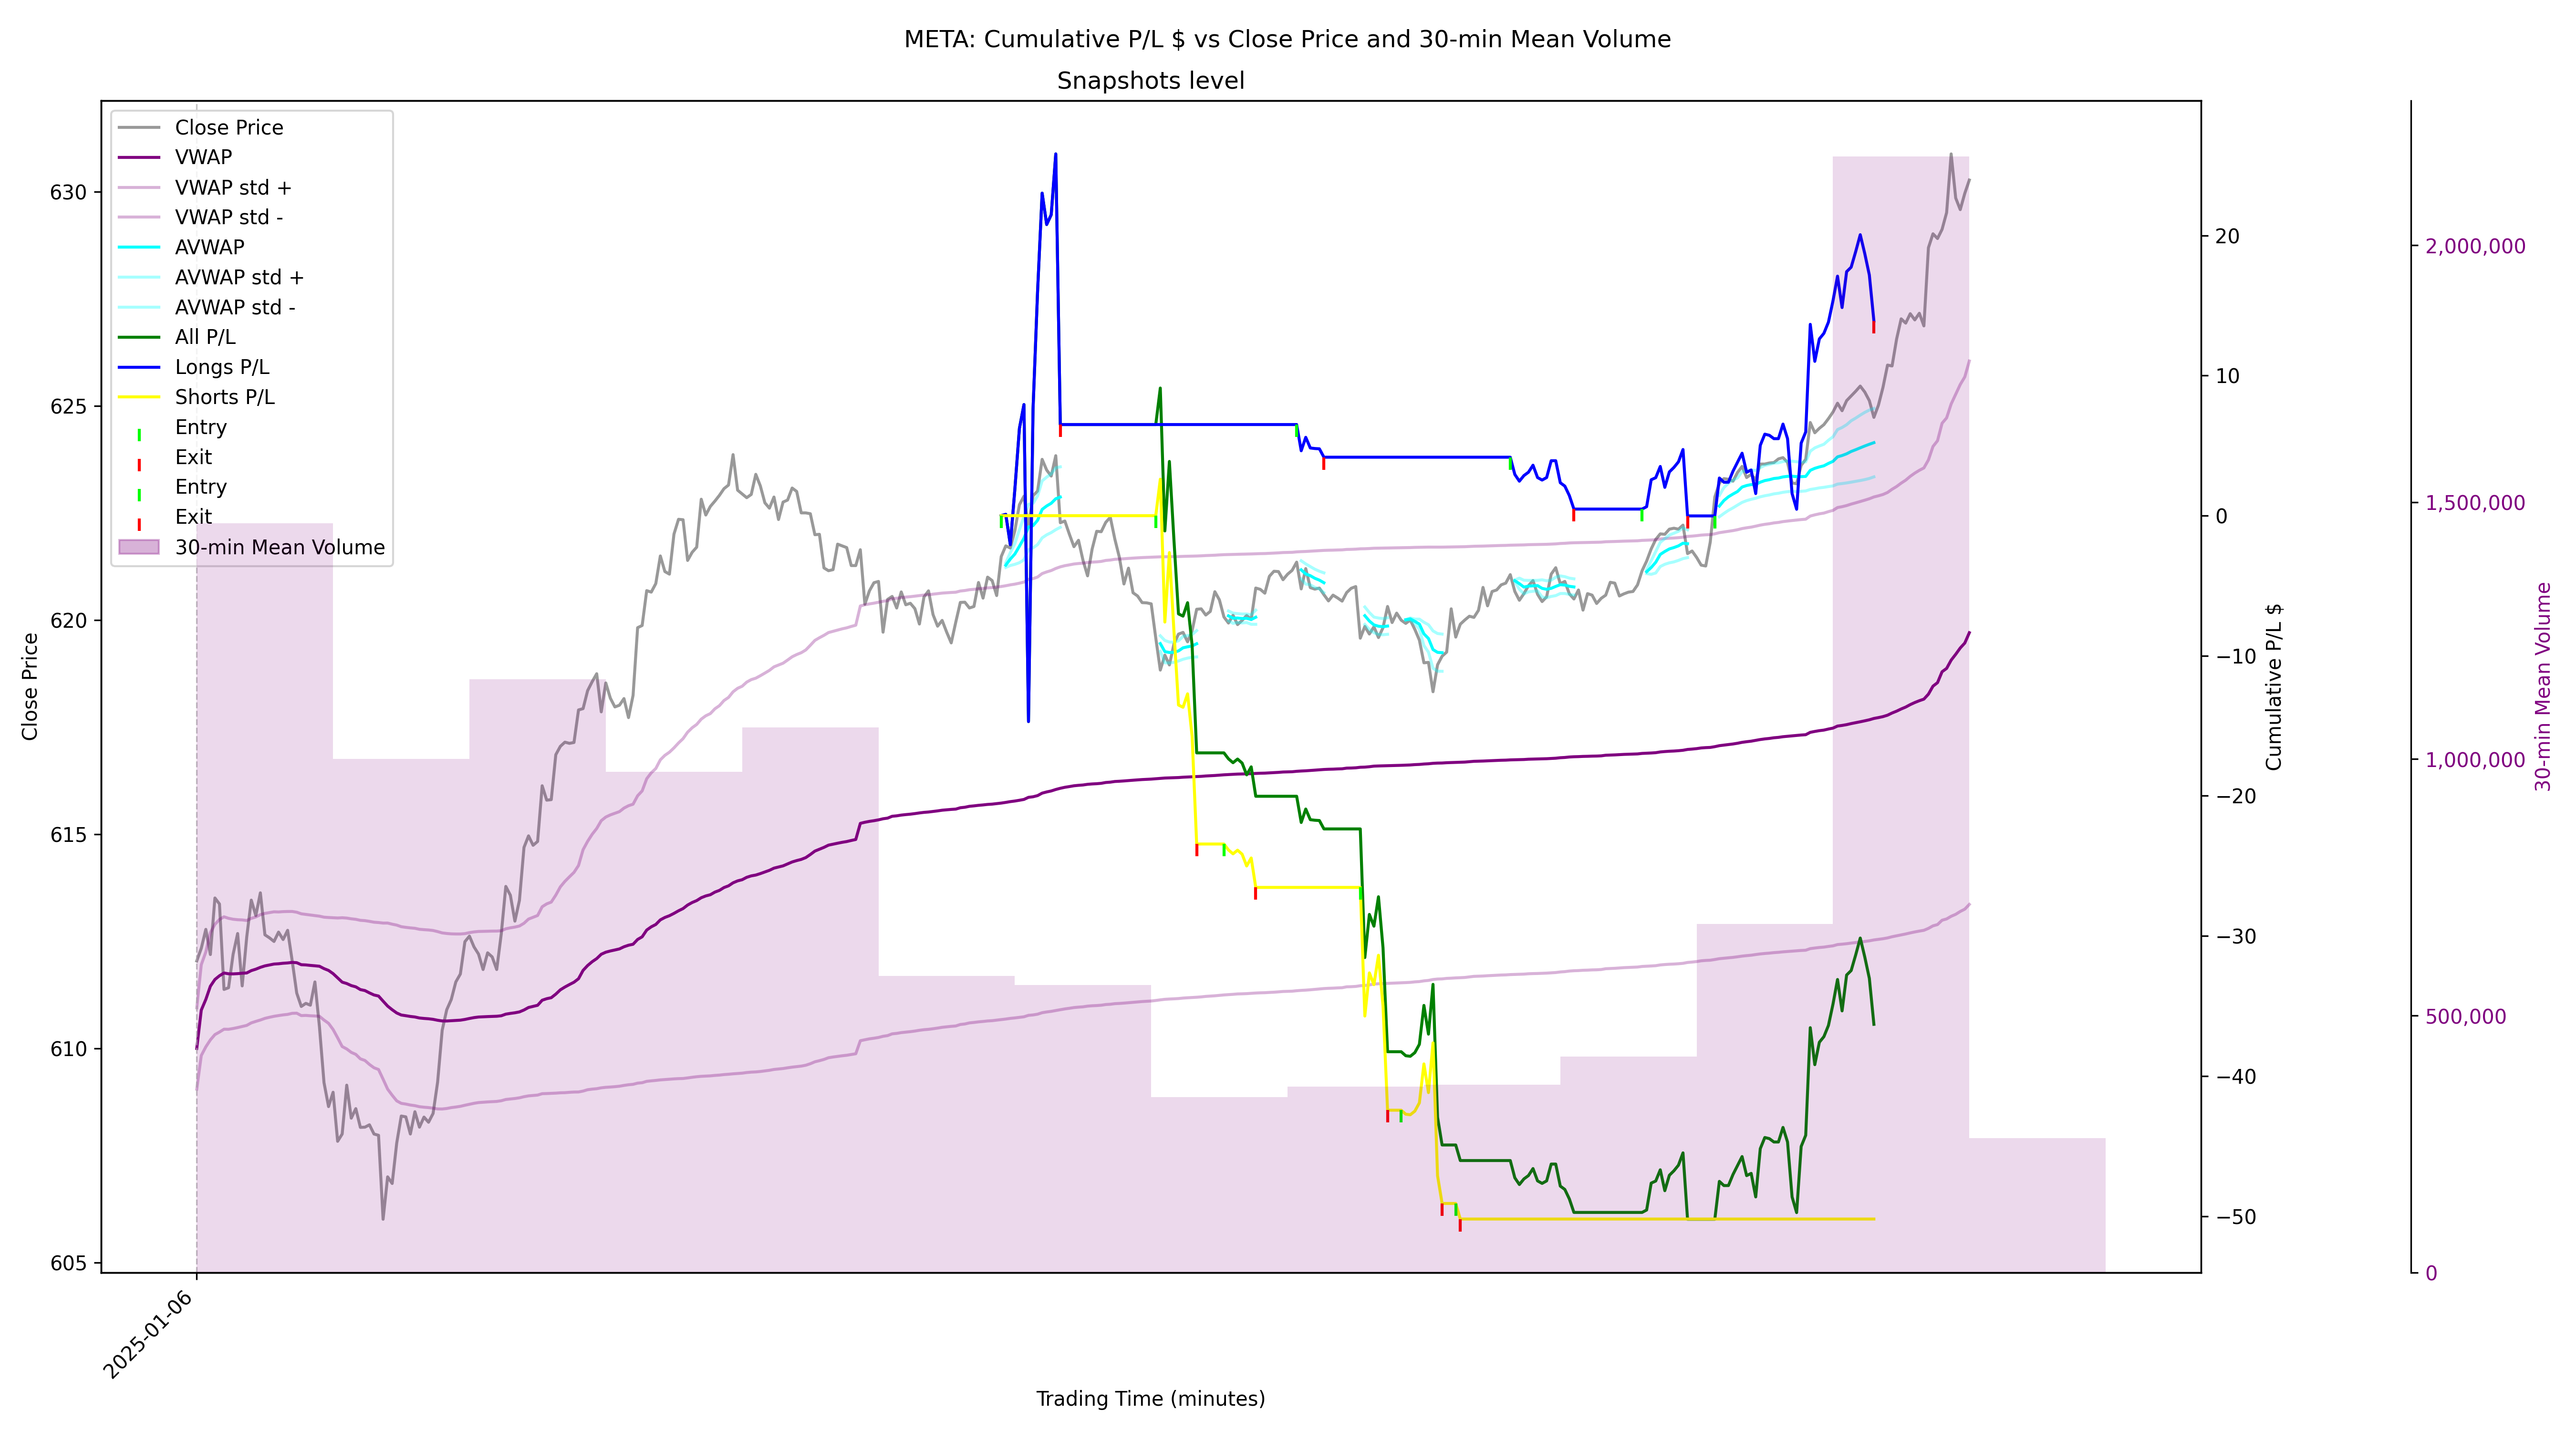 META: Cumulative P/L $ vs Close Price and 30-min Mean Volume
Snapshots level
Close Price
VWAP
VWAP std +
VWAP std -
AVWAP
AVWAP std +
AVWAP std -
All P/L
Longs P/L
Shorts P/L
Entry
Exit
Entry
Exit
30-min Mean Volume
630
625
620
615
610
605
Close Price
20
10
0
−10
−20
−30
−40
−50
Cumulative P/L $
2,000,000
1,500,000
1,000,000
500,000
0
30-min Mean Volume
2025-01-06
Trading Time (minutes)